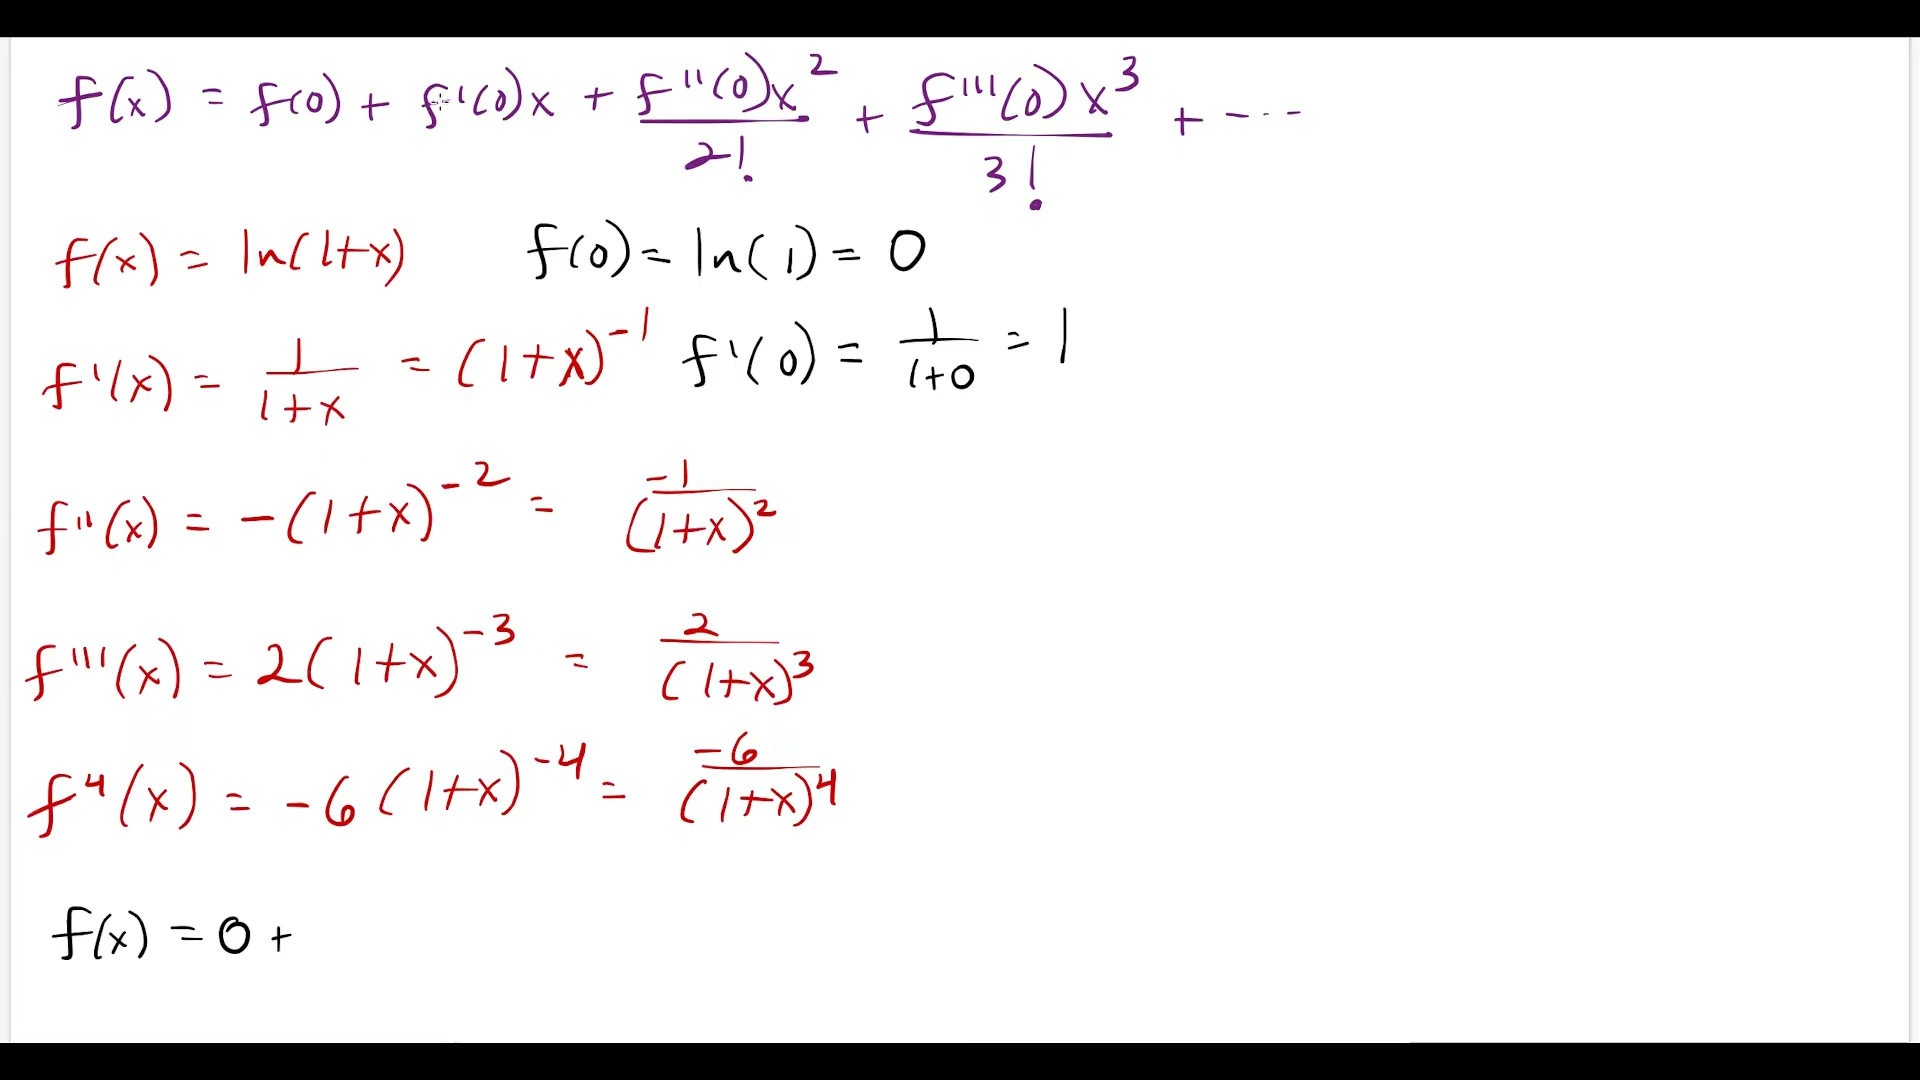 f(x) = f(0) + f'(0)x + f''(0)x²/2! + f'''(0)x³/3! + ----
f(x) = ln(1+x) f(0) = ln(1) = 0
f'(x) = 1/(1+x) = (1+x)⁻¹ f'(0) = 1/(1+0) = 1
f''(x) = -(1+x)⁻² = -1/(1+x)²
f'''(x) = 2(1+x)⁻³ = 2/(1+x)³
f⁴(x) = -6(1+x)⁻⁴ = -6/(1+x)⁴
f(x) = 0 +